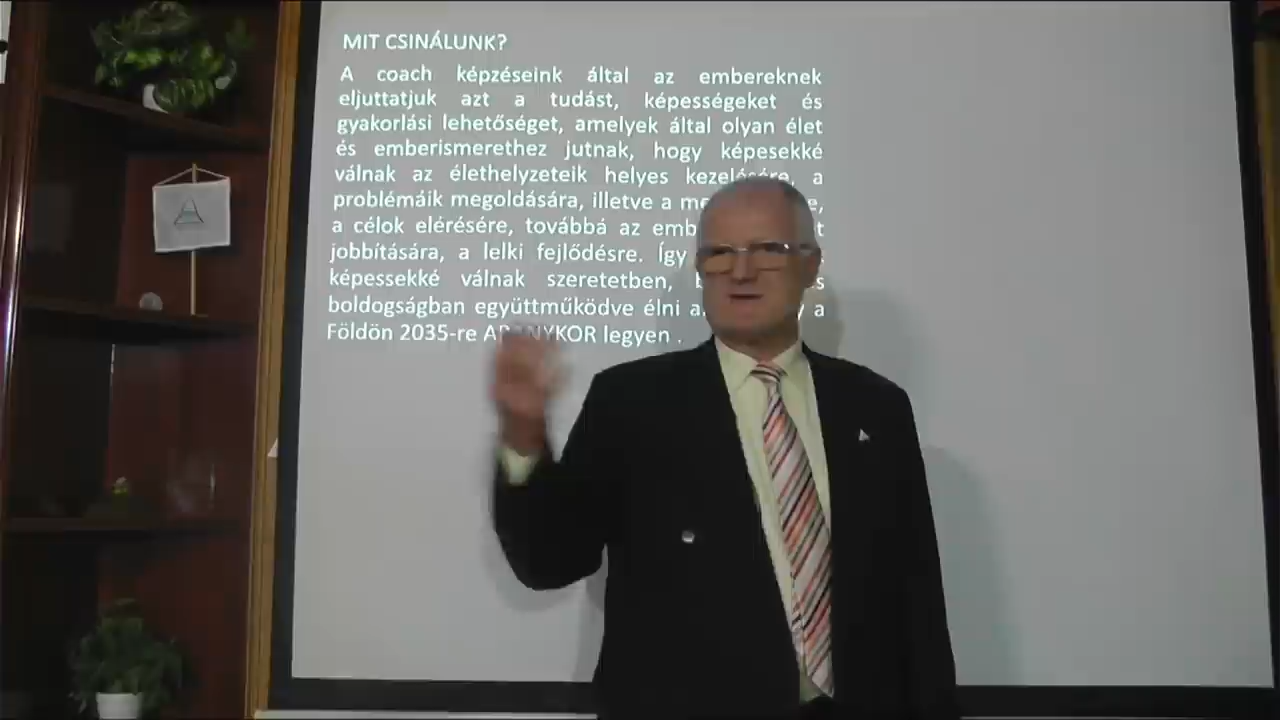 MIT CSINÁLUNK?
A coach képzéseink által az embereknek
eljuttatjuk azt a tudást, képességeket és
gyakorlási lehetőséget, amelyek által olyan élet
és emberismerethez jutnak, hogy képesekké
válnak az élethelyzeteik helyes kezelésére, a
problémáik megoldására, illetve a
a célok elérésére, továbbá az
jobbítására, a lelki fejlődésre. Így
képessekké válnak szeretetben,
boldogságban együttműködve élni a
Földön 2035-re ARANYKOR legyen .